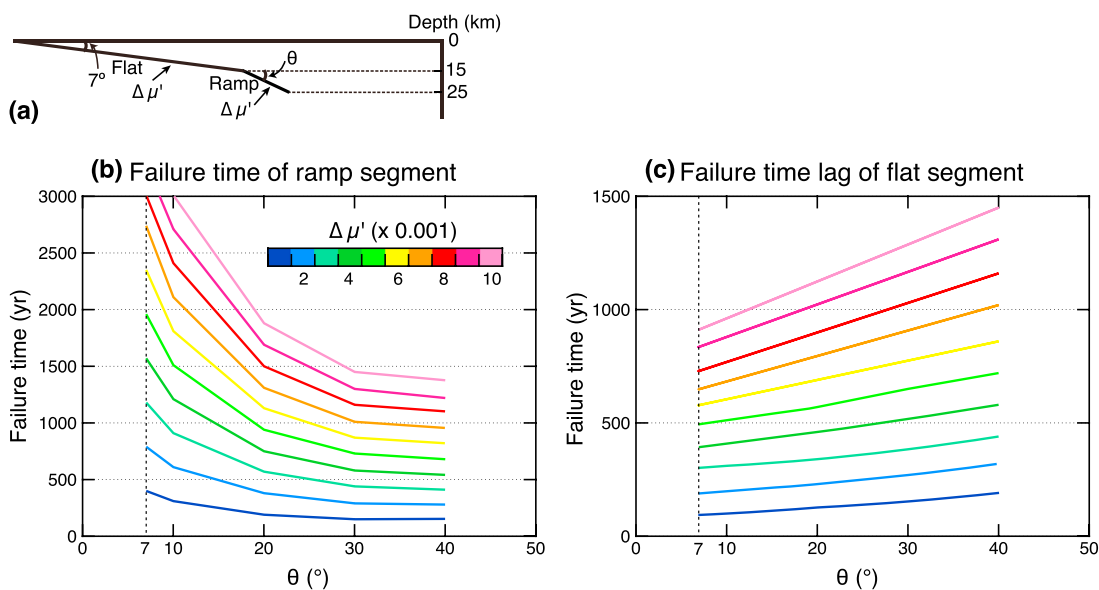 Depth (km)
0
15
25
7°
Flat
Δ μ'
Ramp
θ
Δ μ'
(a)
(b) Failure time of ramp segment
Failure time (yr)
3000
2500
2000
1500
1000
500
0
Δ μ' (x 0.001)
2 4 6 8 10
0 7 10 20 30 40 50
θ (°)
(c) Failure time lag of flat segment
Failure time (yr)
1500
1000
500
0
0 7 10 20 30 40 50
θ (°)